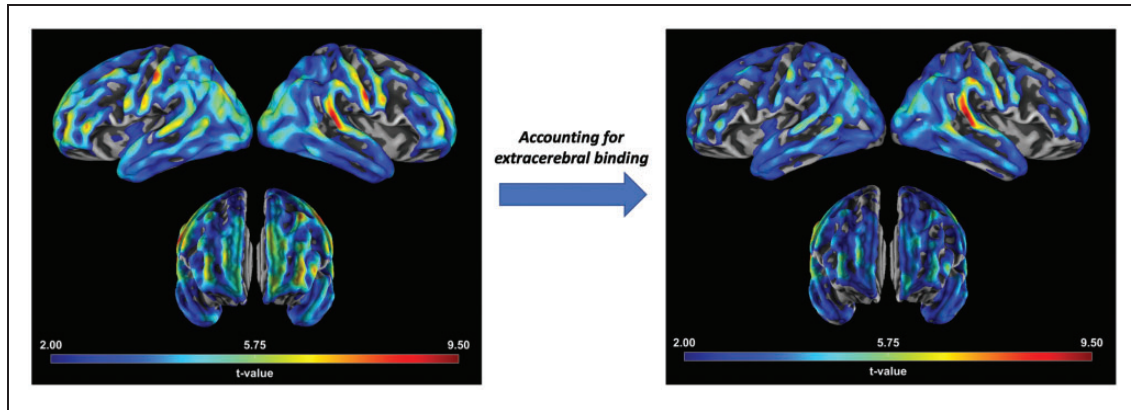 Accounting for
extracerebral binding
2.00 5.75 9.50
t-value
2.00 5.75 9.50
t-value